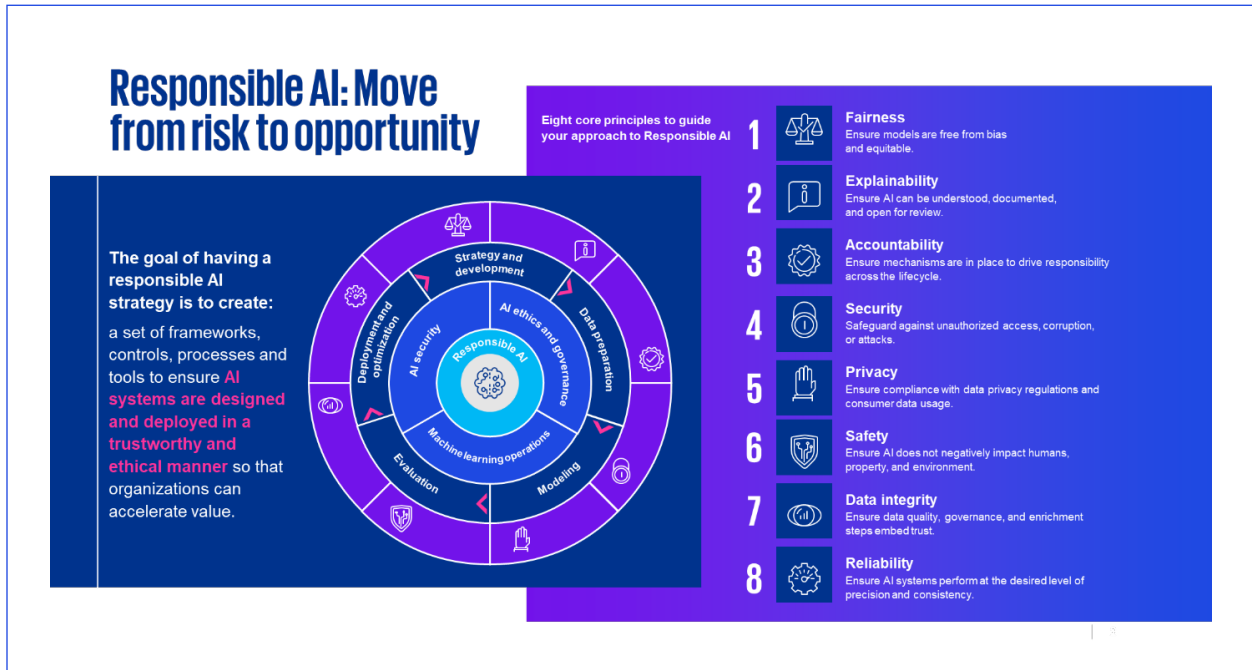 Responsible AI: Move
from risk to opportunity
The goal of having a
responsible AI
strategy is to create:
a set of frameworks,
controls, processes and
tools to ensure AI
systems are designed
and deployed in a
trustworthy and
ethical manner so that
organizations can
accelerate value.
Strategy and
development
Data preparation
Modeling
Evaluation
Deployment and
optimization
AI security
AI ethics and governance
Machine learning operations
Responsible AI
Eight core principles to guide
your approach to Responsible AI
1
Fairness
Ensure models are free from bias
and equitable.
2
Explainability
Ensure AI can be understood, documented,
and open for review.
3
Accountability
Ensure mechanisms are in place to drive responsibility
across the lifecycle.
4
Security
Safeguard against unauthorized access, corruption,
or attacks.
5
Privacy
Ensure compliance with data privacy regulations and
consumer data usage.
6
Safety
Ensure AI does not negatively impact humans,
property, and environment.
7
Data integrity
Ensure data quality, governance, and enrichment
steps embed trust.
8
Reliability
Ensure AI systems perform at the desired level of
precision and consistency.